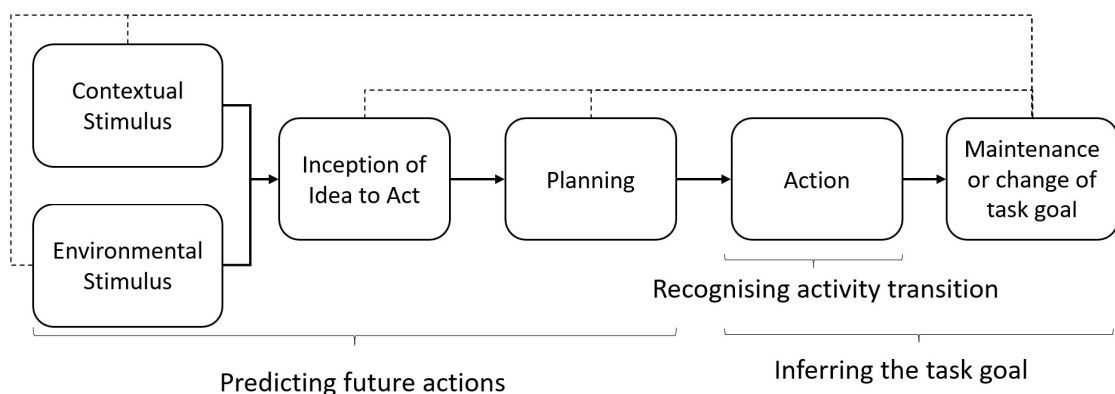 Contextual
Stimulus
Environmental
Stimulus
Inception of
Idea to Act
Planning
Action
Maintenance
or change of
task goal
Recognising activity transition
Predicting future actions
Inferring the task goal